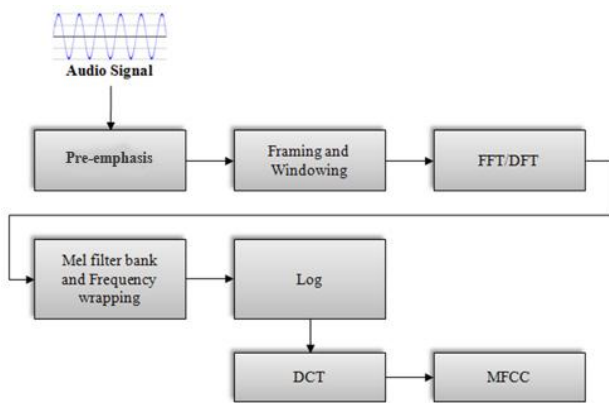 Audio Signal
Pre-emphasis
Framing and
Windowing
FFT/DFT
Mel filter bank
and Frequency
wrapping
Log
DCT
MFCC